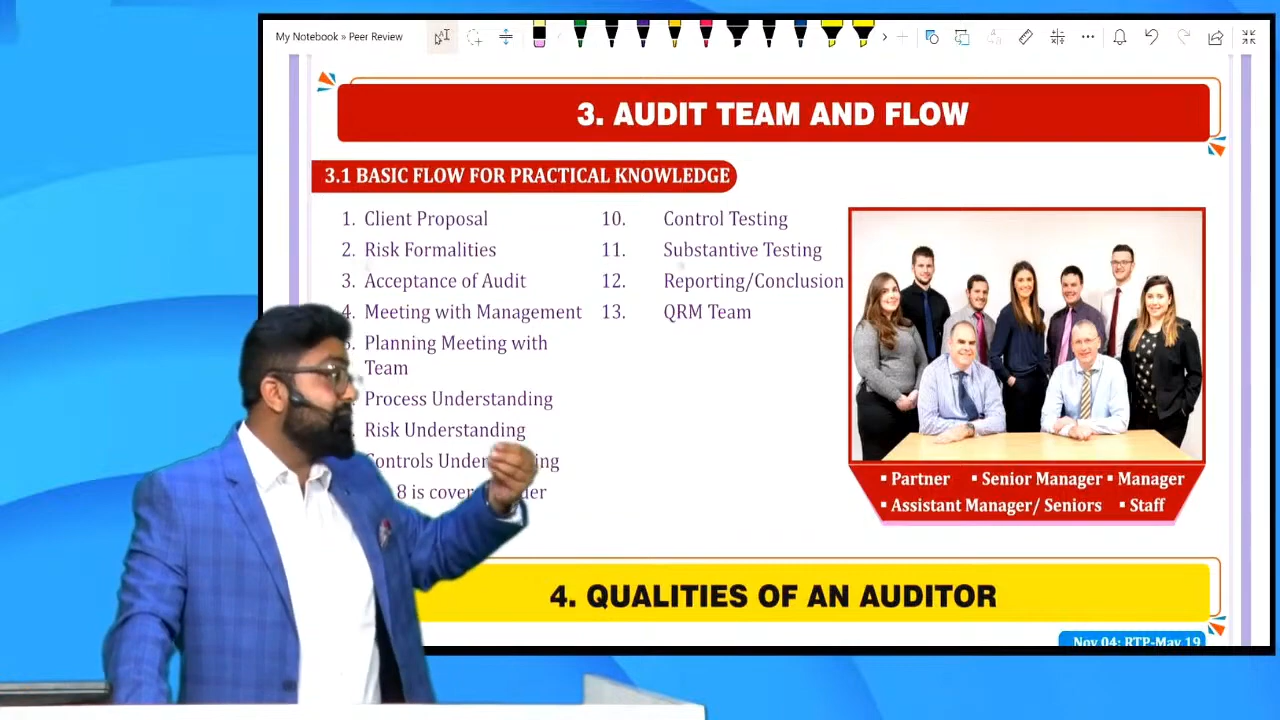 My Notebook » Peer Review
3. AUDIT TEAM AND FLOW
3.1 BASIC FLOW FOR PRACTICAL KNOWLEDGE
1. Client Proposal
2. Risk Formalities
3. Acceptance of Audit
4. Meeting with Management
Planning Meeting with
Team
Process Understanding
Risk Understanding
Controls
8 is
10. Control Testing
11. Substantive Testing
12. Reporting/Conclusion
13. QRM Team
▪ Partner ▪ Senior Manager ▪ Manager
▪ Assistant Manager/ Seniors ▪ Staff
4. QUALITIES OF AN AUDITOR
Nov 04; RTP-May 19